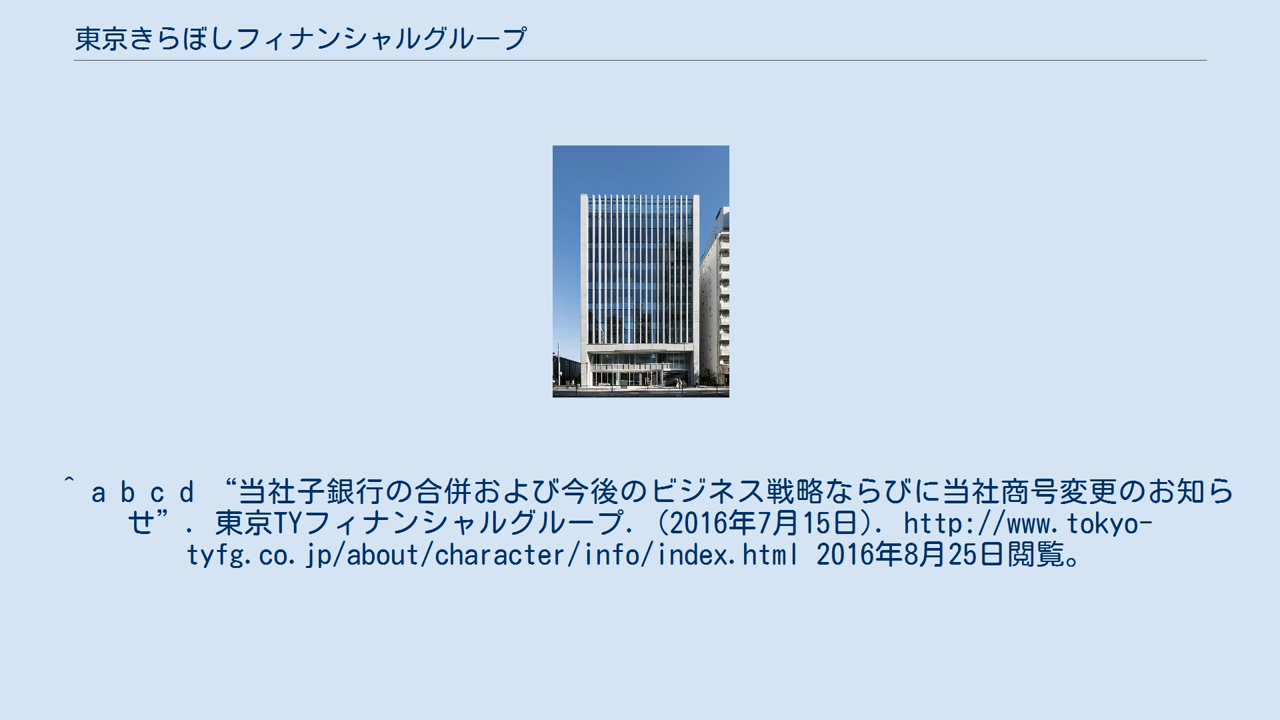 東京きらぼしフィナンシャルグループ
^ a b c d “当社子銀行の合併および今後のビジネス戦略ならびに当社商号変更のお知ら
せ”. 東京TYフィナンシャルグループ. (2016年7月15日). http://www.tokyo-
tyfg.co.jp/about/character/info/index.html 2016年8月25日閲覧。